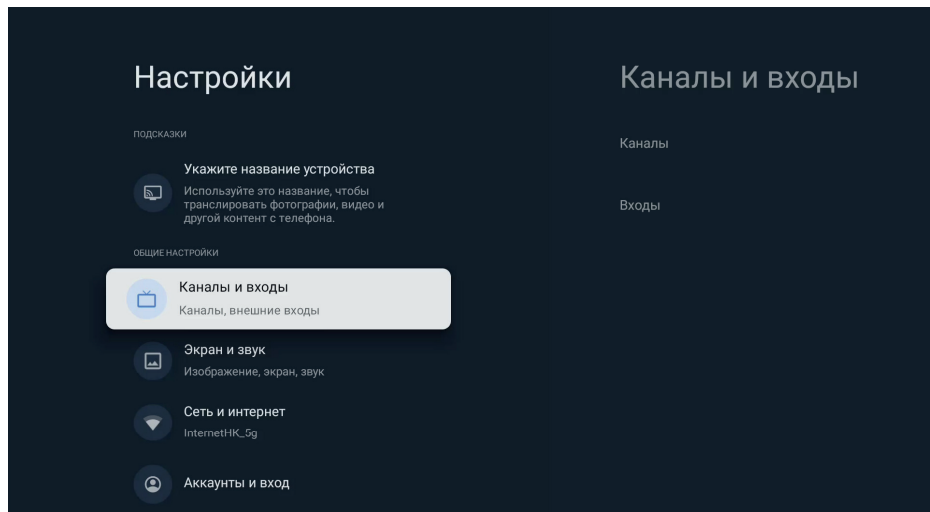 Настройки
ПОДСКАЗКИ
Укажите название устройства
Используйте это название, чтобы
транслировать фотографии, видео и
другой контент с телефона.
ОБЩИЕ НАСТРОЙКИ
Каналы и входы
Каналы, внешние входы
Экран и звук
Изображение, экран, звук
Сеть и интернет
InternetHK_5g
Аккаунты и вход
Каналы и входы
Каналы
Входы